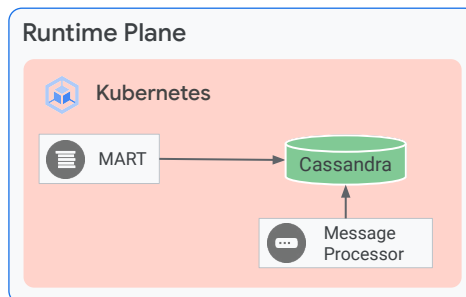 Runtime Plane
Kubernetes
MART
Cassandra
Message
Processor